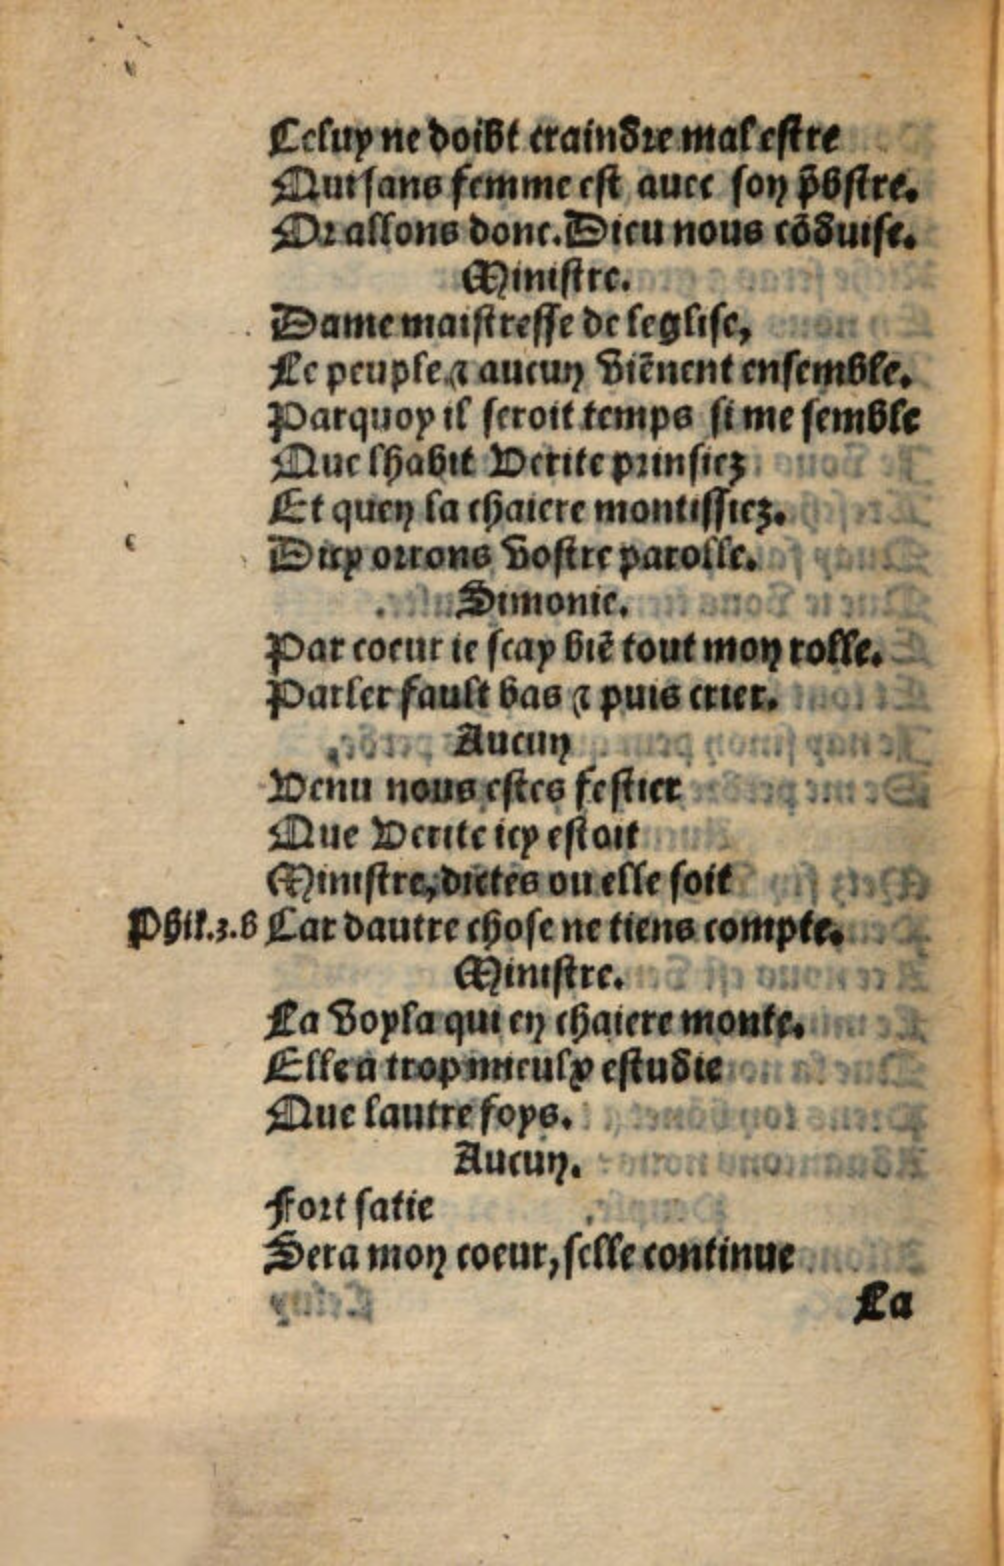 Celuy ne doibt craindre mal estre
Qui sans femme est auec son p̃bstre.
Or allons donc. Dieu nous cõduise.
Ministre.
Dame maistresse de leglise,
Le peuple ⁊ aucun viẽnent ensemble.
Parquoy il seroit temps si me semble
Que lhabit Verite prinsiez
Et quen la chaiere montissiez.
Dicy orrons vostre parolle.
Simonie.
Par coeur ie scay biẽ tout mon rolle.
Parler fault bas ⁊ puis crier.
Aucun
Venu nous estes festier
Que Verite icy estoit
Ministre, dictes ou elle soit
Phil.3.b Car dautre chose ne tiens compte.
Ministre.
La voyla qui en chaiere monte.
Elle a trop mieulx estudie
Que lautre foys.
Aucun.
Fort satie
Sera mon coeur, selle continue
La